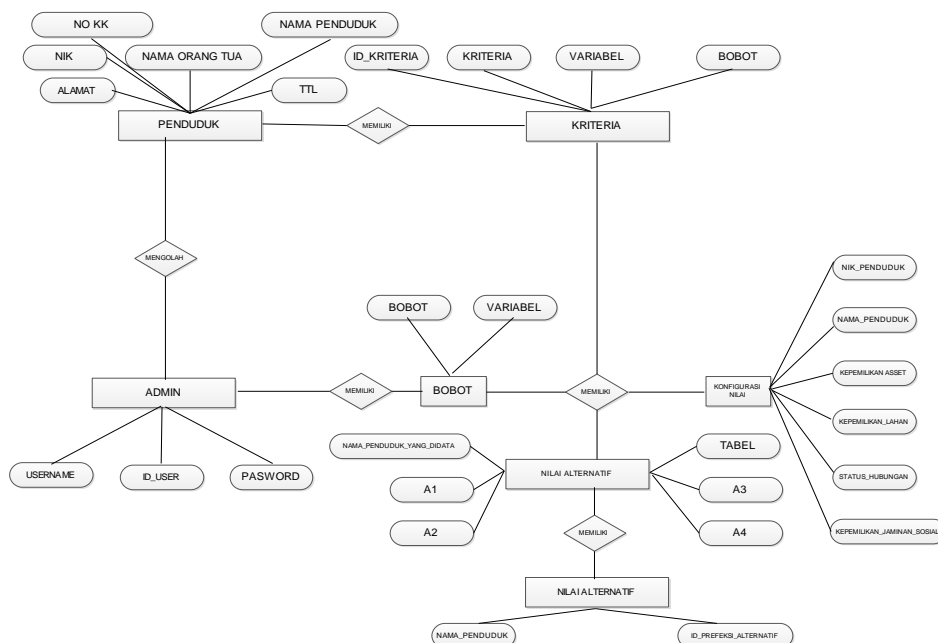 NO KK
NAMA PENDUDUK
NIK
NAMA ORANG TUA
ID_KRITERIA
KRITERIA
VARIABEL
BOBOT
ALAMAT
TTL
PENDUDUK
MEMILIKI
KRITERIA
MENGOLAH
NIK_PENDUDUK
BOBOT
VARIABEL
NAMA_PENDUDUK
KEPEMILIKAN ASSET
ADMIN
MEMILIKI
BOBOT
MEMILIKI
KONFIGURASI
NILAI
KEPEMILIKAN_LAHAN
NAMA_PENDUDUK_YANG_DIDATA
TABEL
USERNAME
ID_USER
PASWORD
NILAI ALTERNATIF
STATUS_HUBUNGAN
A1
A3
A2
MEMILIKI
A4
KEPEMILIKAN_JAMINAN_SOSIAL
NILAI ALTERNATIF
NAMA_PENDUDUK
ID_PREFEKSI_ALTERNATIF